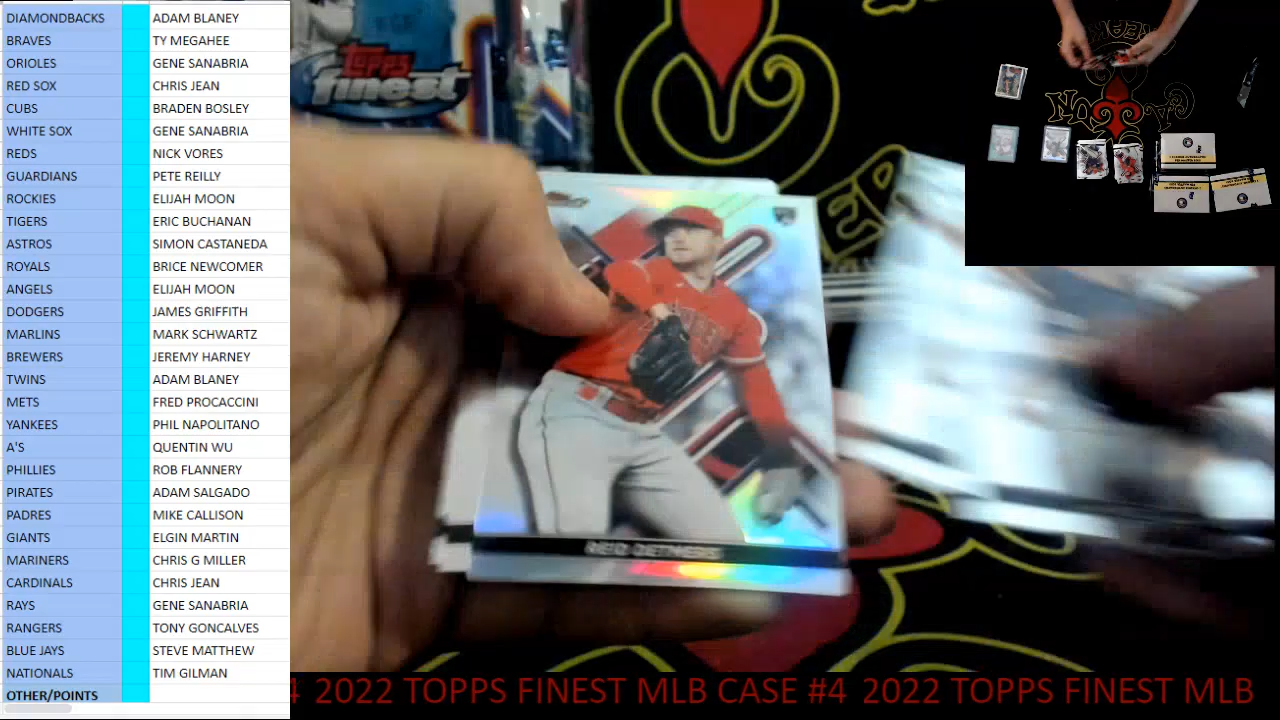 DIAMONDBACKS ADAM BLANEY
BRAVES TY MEGAHEE
ORIOLES GENE SANABRIA
RED SOX CHRIS JEAN
CUBS BRADEN BOSLEY
WHITE SOX GENE SANABRIA
REDS NICK VORES
GUARDIANS PETE REILLY
ROCKIES ELIJAH MOON
TIGERS ERIC BUCHANAN
ASTROS SIMON CASTANEDA
ROYALS BRICE NEWCOMER
ANGELS ELIJAH MOON
DODGERS JAMES GRIFFITH
MARLINS MARK SCHWARTZ
BREWERS JEREMY HARNEY
TWINS ADAM BLANEY
METS FRED PROCACCINI
YANKEES PHIL NAPOLITANO
A'S QUENTIN WU
PHILLIES ROB FLANNERY
PIRATES ADAM SALGADO
PADRES MIKE CALLISON
GIANTS ELGIN MARTIN
MARINERS CHRIS G MILLER
CARDINALS CHRIS JEAN
RAYS GENE SANABRIA
RANGERS TONY GONCALVES
BLUE JAYS STEVE MATTHEW
NATIONALS TIM GILMAN
OTHER/POINTS
topps
finest
REID DETMERS
4 2022 TOPPS FINEST MLB CASE #4 2022 TOPPS FINEST MLB